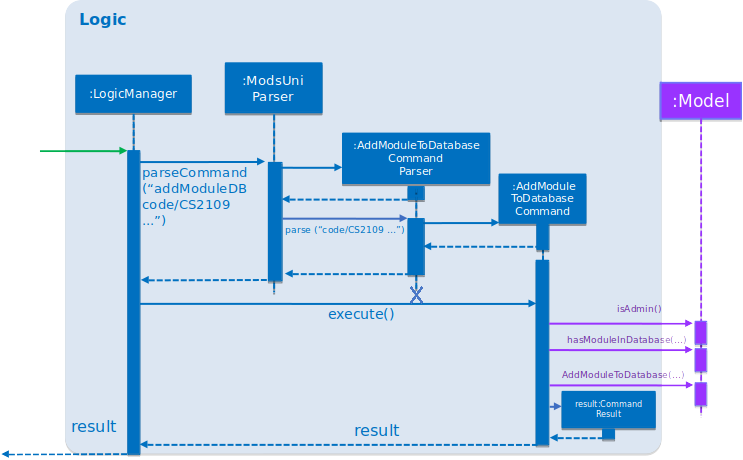 Logic
:LogicManager
:ModsUni
Parser
:Model
:AddModuleToDatabase
Command
Parser
parseCommand
(“addModuleDB
code/CS2109
...”)
:AddModule
ToDatabase
Command
parse (“code/CS2109 ...”)
execute()
isAdmin()
hasModuleInDatabase(...)
AddModuleToDatabase(...)
result:Command
Result
result
result